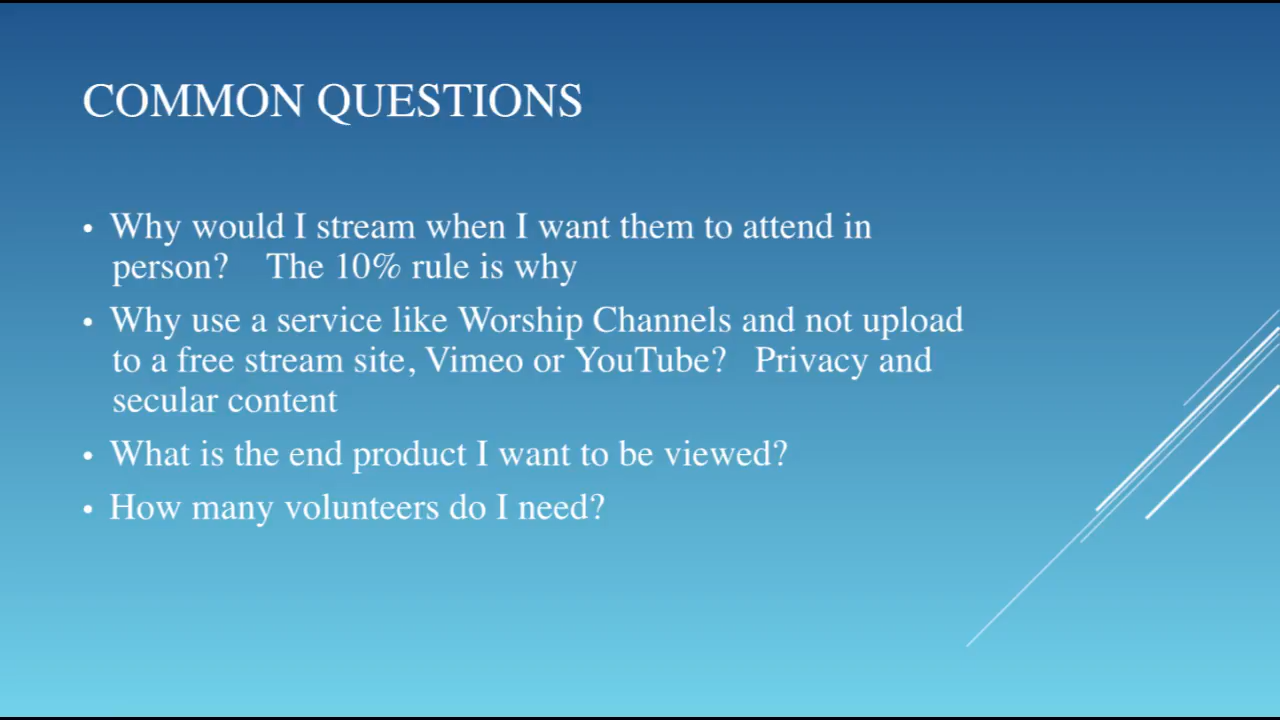 COMMON QUESTIONS
• Why would I stream when I want them to attend in
person? The 10% rule is why
• Why use a service like Worship Channels and not upload
to a free stream site, Vimeo or YouTube? Privacy and
secular content
• What is the end product I want to be viewed?
• How many volunteers do I need?